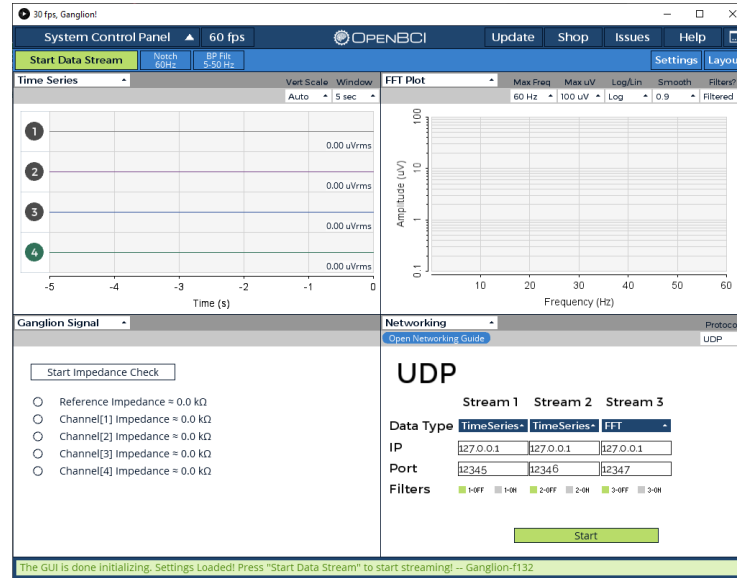 30 fps, Ganglion!
System Control Panel 60 fps OPENBCI Update Shop Issues Help
Start Data Stream Notch 60Hz BP Filt 5-50 Hz Settings Layou
Time Series Vert Scale Window
Auto 5 sec
1 0.00 uVrms
2 0.00 uVrms
3 0.00 uVrms
4 0.00 uVrms
-5 -4 -3 -2 -1 0
Time (s)
FFT Plot Max Freq Max uV Log/Lin Smooth Filters?
60 Hz 100 uV Log 0.9 Filtered
100
10
1
0.1
Amplitude (uV)
10 20 30 40 50 60
Frequency (Hz)
Ganglion Signal
Start Impedance Check
Reference Impedance ≈ 0.0 kΩ
Channel[1] Impedance ≈ 0.0 kΩ
Channel[2] Impedance ≈ 0.0 kΩ
Channel[3] Impedance ≈ 0.0 kΩ
Channel[4] Impedance ≈ 0.0 kΩ
Networking Protoco
Open Networking Guide UDP
UDP
Stream 1 Stream 2 Stream 3
Data Type TimeSeries TimeSeries FFT
IP 127.0.0.1 127.0.0.1 127.0.0.1
Port 12345 12346 12347
Filters 1-OFF 1-ON 2-OFF 2-ON 3-OFF 3-ON
Start
The GUI is done initializing. Settings Loaded! Press "Start Data Stream" to start streaming! -- Ganglion-f132